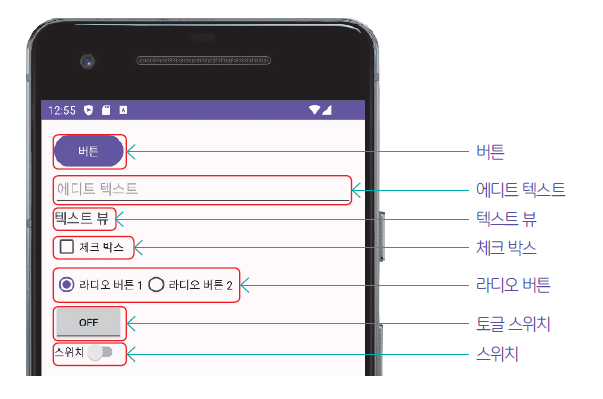 12:55
버튼
버튼
에디트 텍스트
에디트 텍스트
텍스트 뷰
텍스트 뷰
체크 박스
체크 박스
라디오 버튼 1 라디오 버튼 2
라디오 버튼
OFF
토글 스위치
스위치
스위치